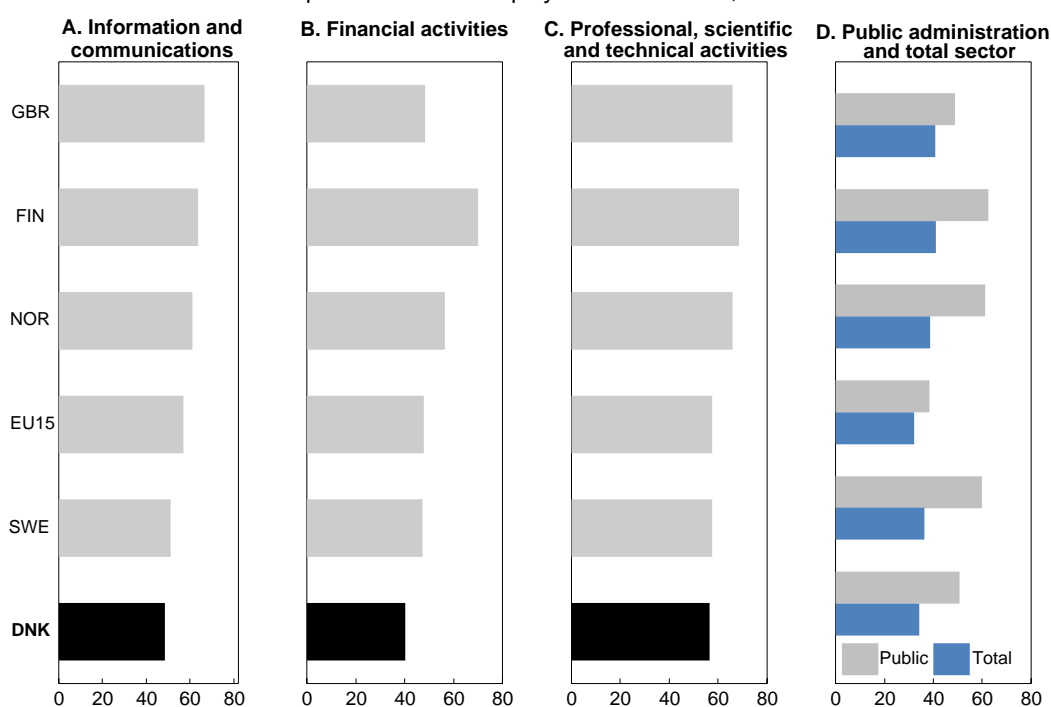 A. Information and
communications
B. Financial activities
C. Professional, scientific
and technical activities
D. Public administration
and total sector
GBR
FIN
NOR
EU15
SWE
DNK
Public
Total
0 20 40 60 80
0 20 40 60 80
0 20 40 60 80
0 20 40 60 80